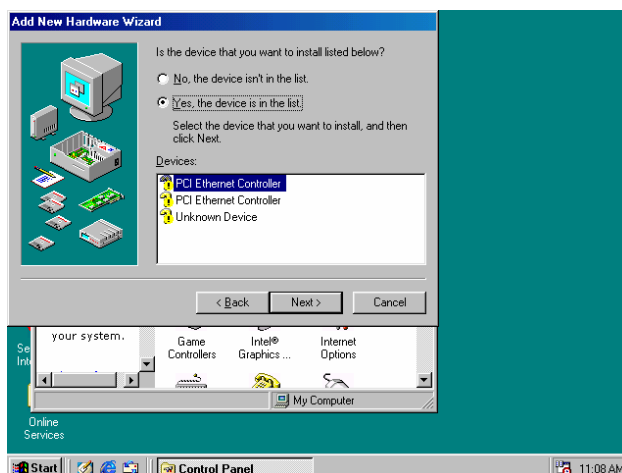 Add New Hardware Wizard
Is the device that you want to install listed below?
No, the device isn't in the list.
Yes, the device is in the list.
Select the device that you want to install, and then
click Next.
Devices:
PCI Ethernet Controller
PCI Ethernet Controller
Unknown Device
< Back
Next >
Cancel
your system.
Game
Controllers
Intel®
Graphics ...
Internet
Options
My Computer
Online
Services
Start
Control Panel
11:08 AM